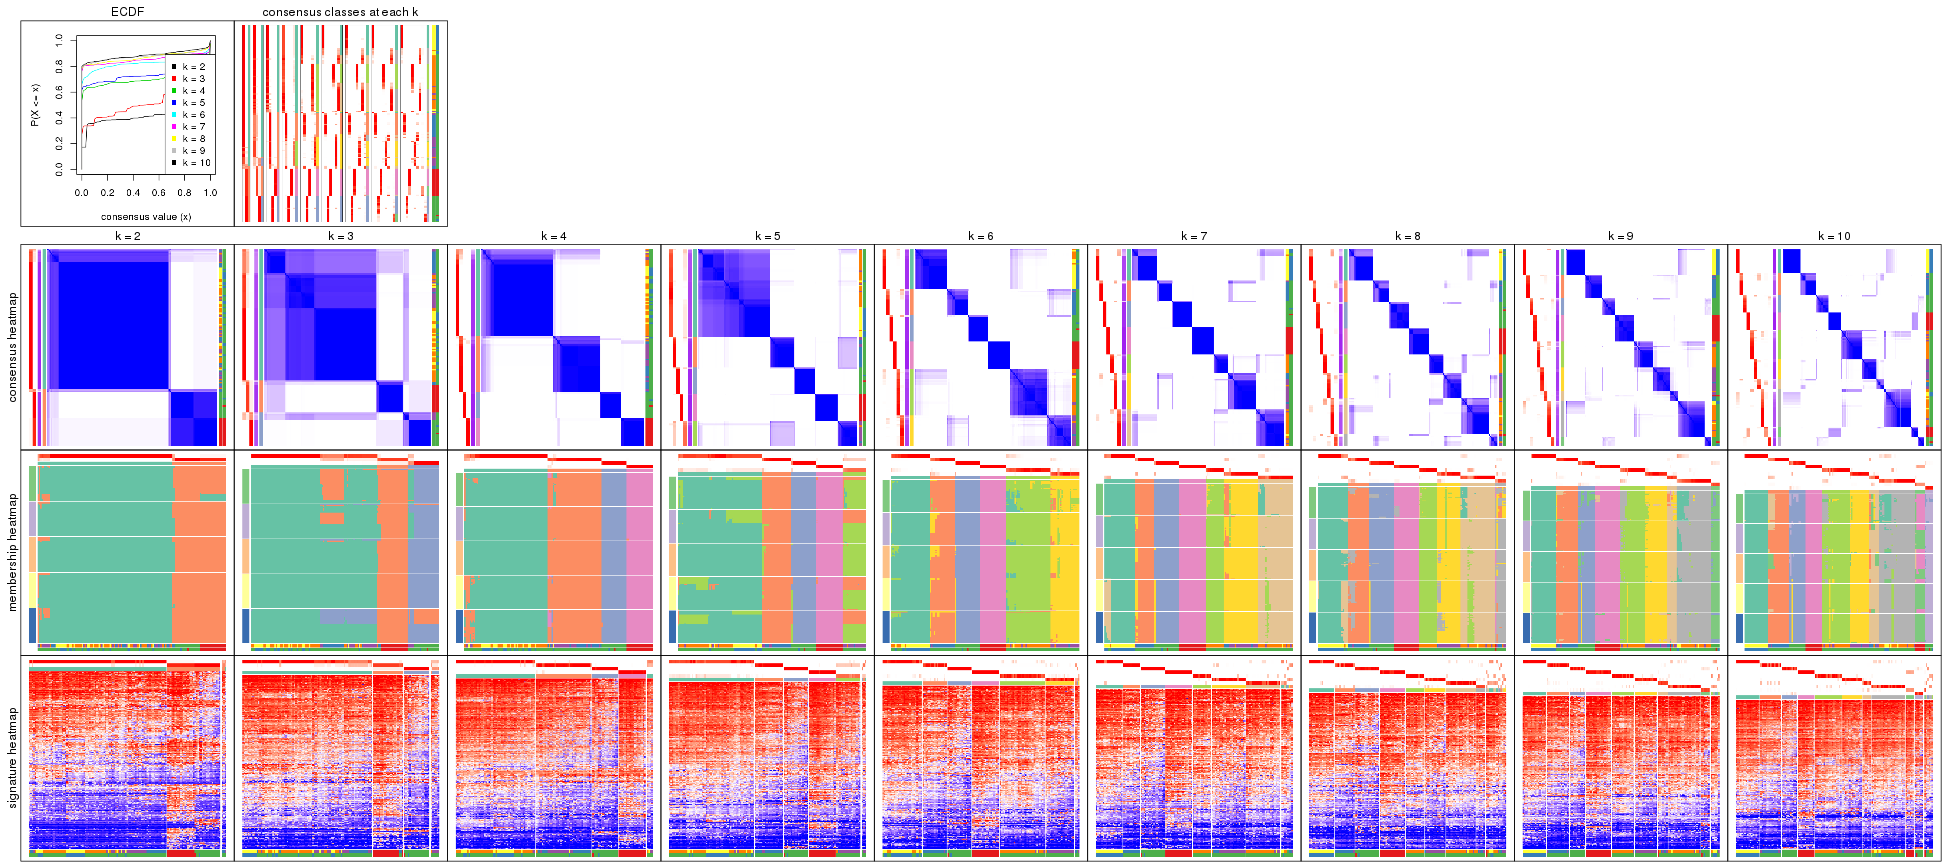 ECDF
consensus classes at each k
P(X <= x)
0.0 0.2 0.4 0.6 0.8 1.0
k = 2
k = 3
k = 4
k = 5
k = 6
k = 7
k = 8
k = 9
k = 10
0.0 0.2 0.4 0.6 0.8 1.0
consensus value (x)
k = 2 k = 3 k = 4 k = 5 k = 6 k = 7 k = 8 k = 9 k = 10
consensus heatmap
membership heatmap
signature heatmap